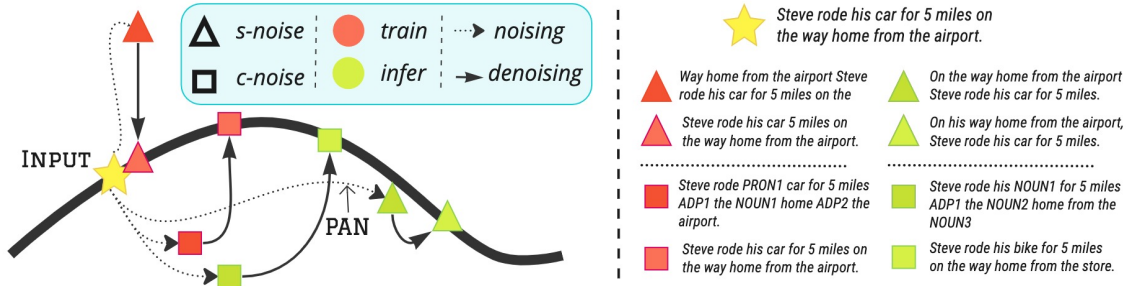 s-noise
train
noising
c-noise
infer
denoising
INPUT
PAN
Steve rode his car for 5 miles on
the way home from the airport.
Way home from the airport Steve
rode his car for 5 miles on the
On the way home from the airport
Steve rode his car for 5 miles.
Steve rode his car 5 miles on
the way home from the airport.
On his way home from the airport,
Steve rode his car for 5 miles.
Steve rode PRON1 car for 5 miles
ADP1 the NOUN1 home ADP2 the
airport.
Steve rode his NOUN1 for 5 miles
ADP1 the NOUN2 home from the
NOUN3
Steve rode his car for 5 miles on
the way home from the airport.
Steve rode his bike for 5 miles
on the way home from the store.